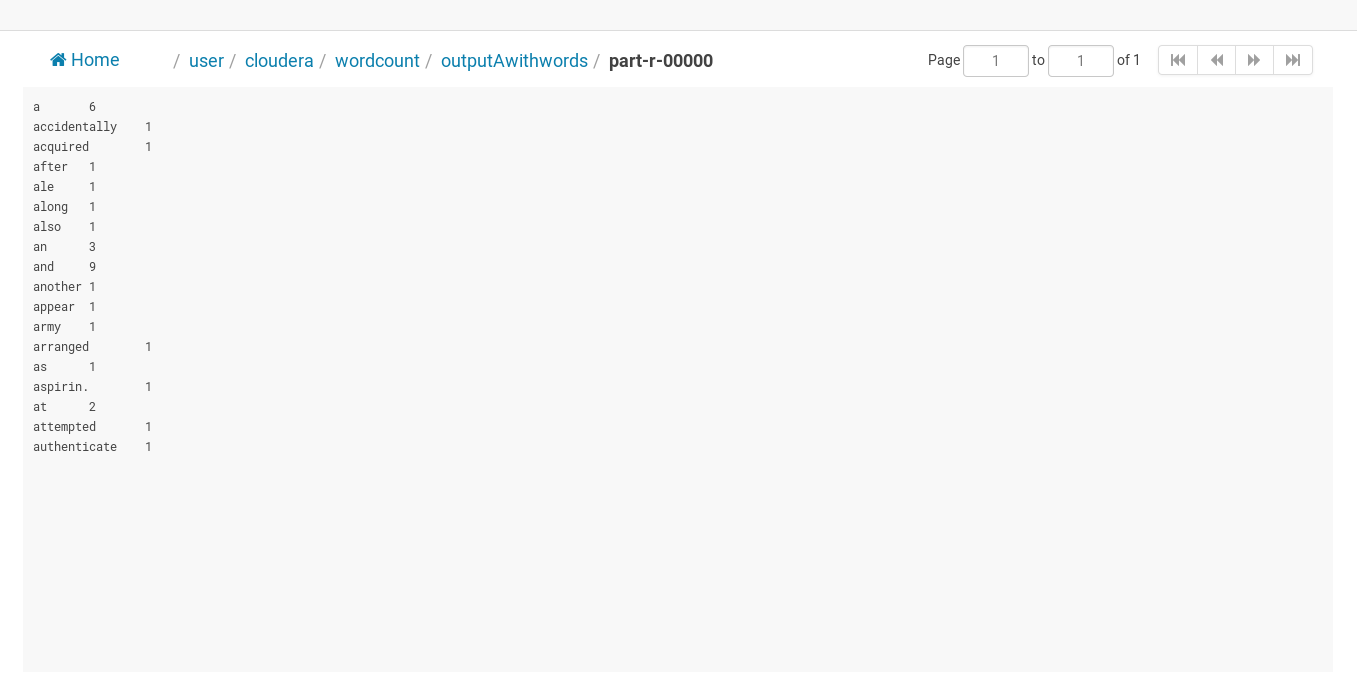 Home / user / cloudera / wordcount / outputAwithwords / part-r-00000 Page 1 to 1 of 1
a 6
accidentally 1
acquired 1
after 1
ale 1
along 1
also 1
an 3
and 9
another 1
appear 1
army 1
arranged 1
as 1
aspirin. 1
at 2
attempted 1
authenticate 1